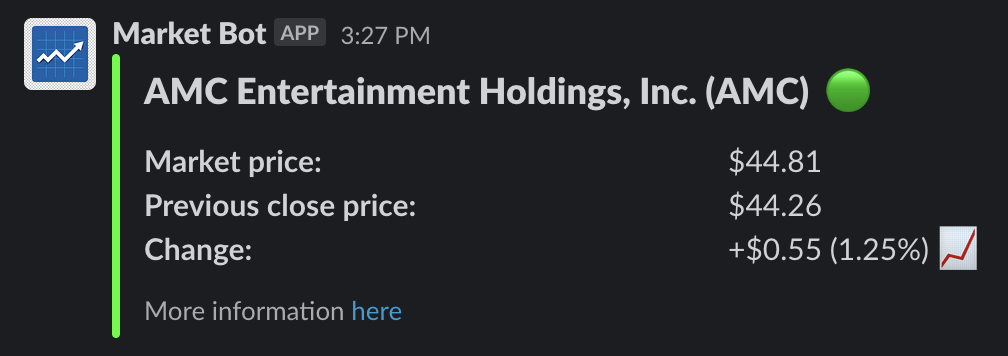 Market Bot APP 3:27 PM
AMC Entertainment Holdings, Inc. (AMC)
Market price: $44.81
Previous close price: $44.26
Change: +$0.55 (1.25%)
More information here